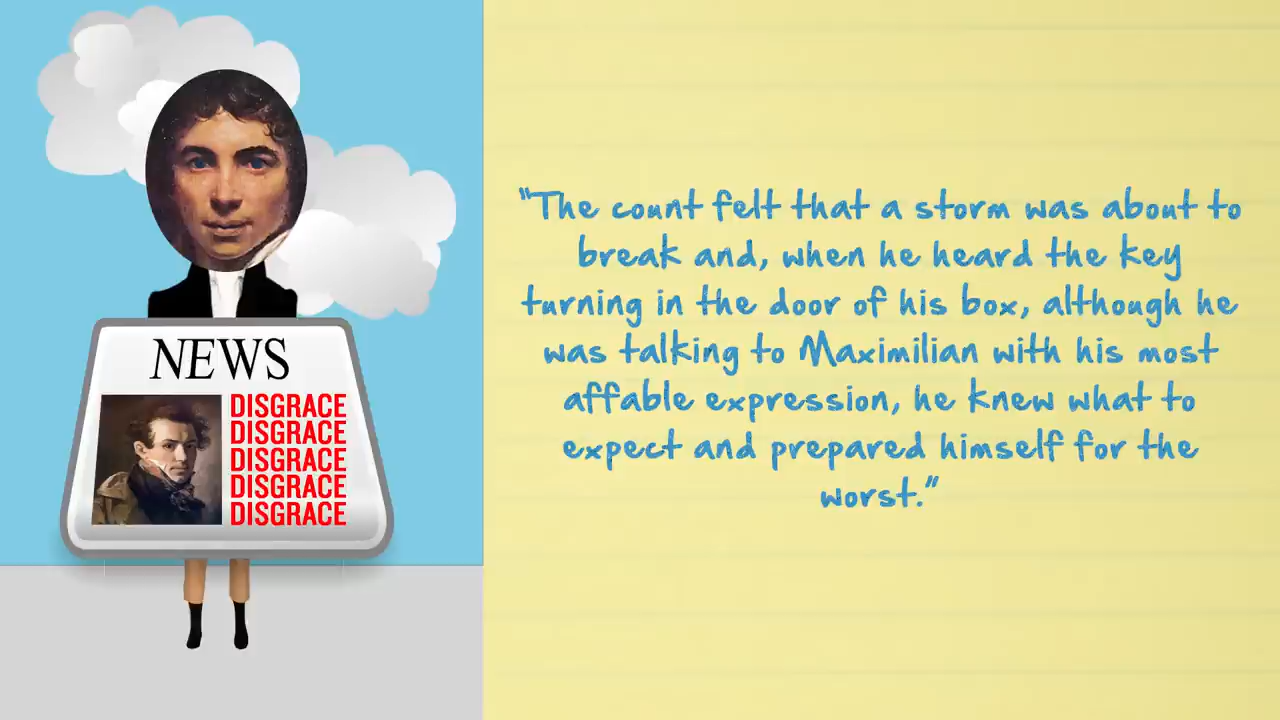 NEWS
DISGRACE
DISGRACE
DISGRACE
DISGRACE
DISGRACE
"The count felt that a storm was about to
break and, when he heard the key
turning in the door of his box, although he
was talking to Maximilian with his most
affable expression, he knew what to
expect and prepared himself for the
worst."